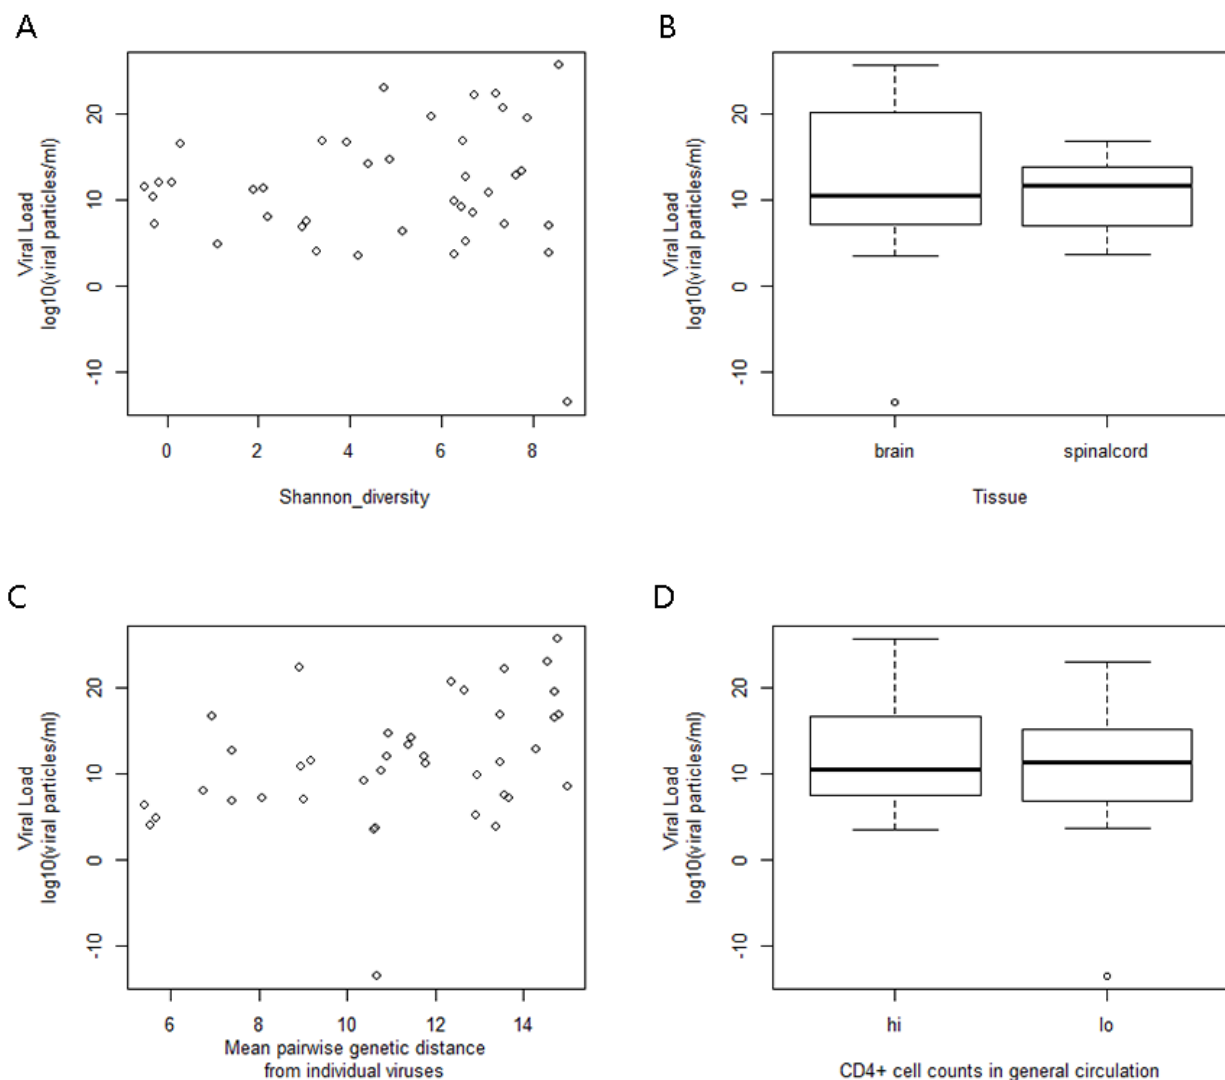 A
Viral Load
log10(viral particles/ml)
20
10
0
-10
0 2 4 6 8
Shannon_diversity
B
Viral Load
log10(viral particles/ml)
20
10
0
-10
brain spinalcord
Tissue
C
Viral Load
log10(viral particles/ml)
20
10
0
-10
6 8 10 12 14
Mean pairwise genetic distance
from individual viruses
D
Viral Load
log10(viral particles/ml)
20
10
0
-10
hi lo
CD4+ cell counts in general circulation